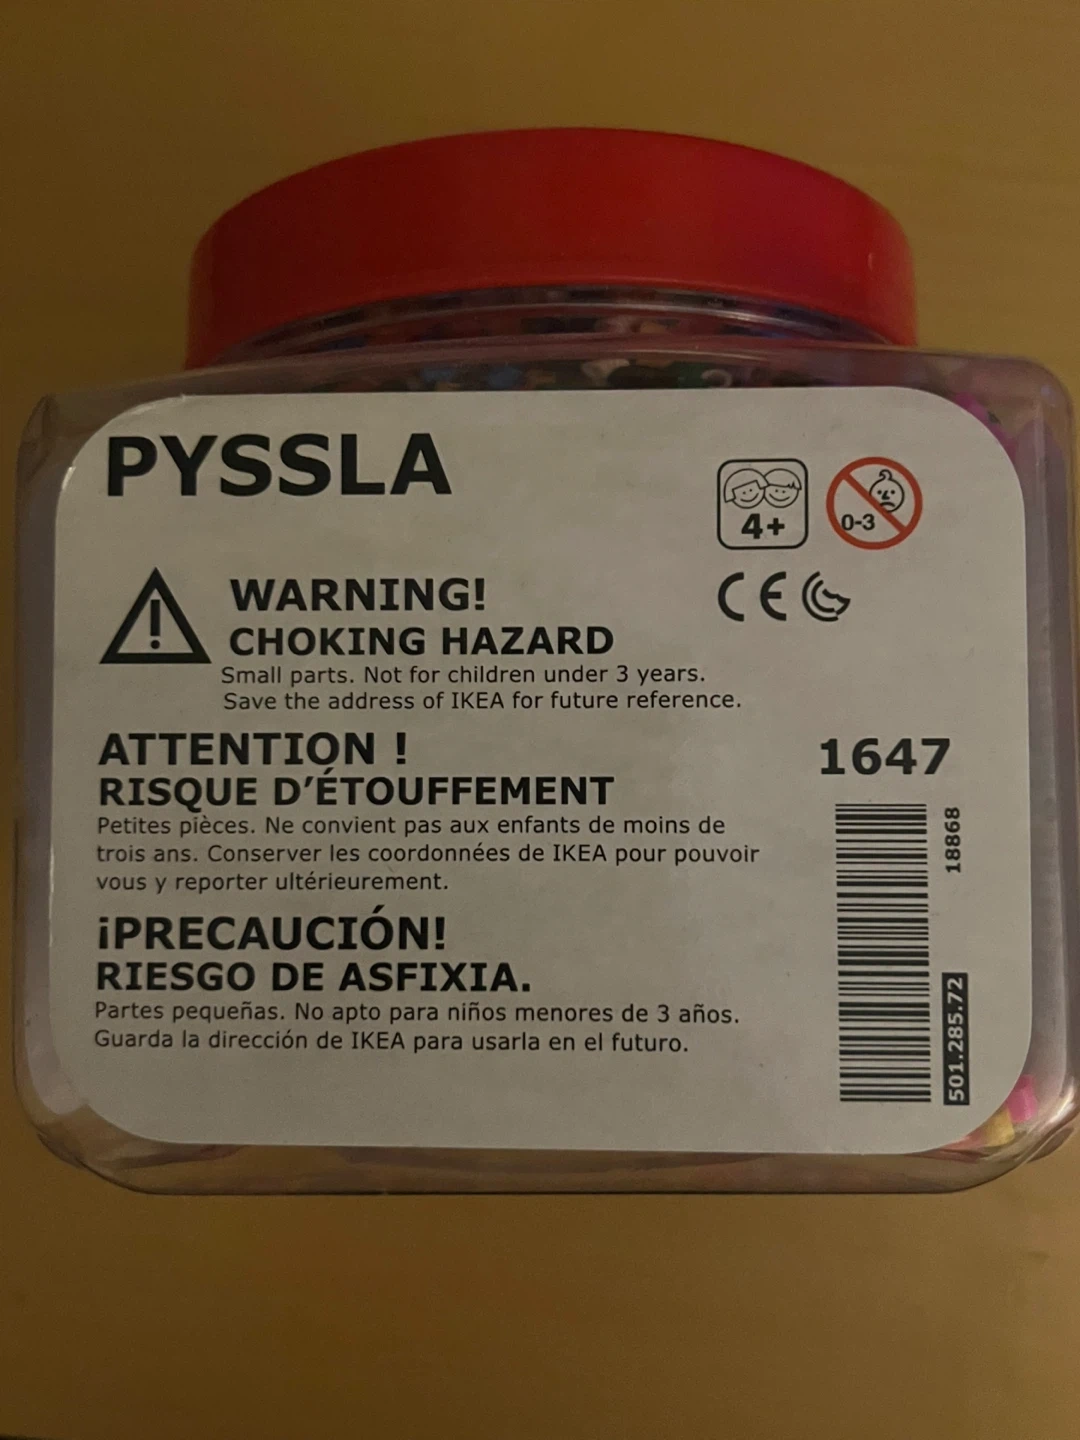 PYSSLA
4+
0-3
WARNING!
CHOKING HAZARD
Small parts. Not for children under 3 years.
Save the address of IKEA for future reference.
CE
ATTENTION !
RISQUE D’ÉTOUFFEMENT
Petites pièces. Ne convient pas aux enfants de moins de
trois ans. Conserver les coordonnées de IKEA pour pouvoir
vous y reporter ultérieurement.
¡PRECAUCIÓN!
RIESGO DE ASFIXIA.
Partes pequeñas. No apto para niños menores de 3 años.
Guarda la dirección de IKEA para usarla en el futuro.
1647
18868
501.285.72